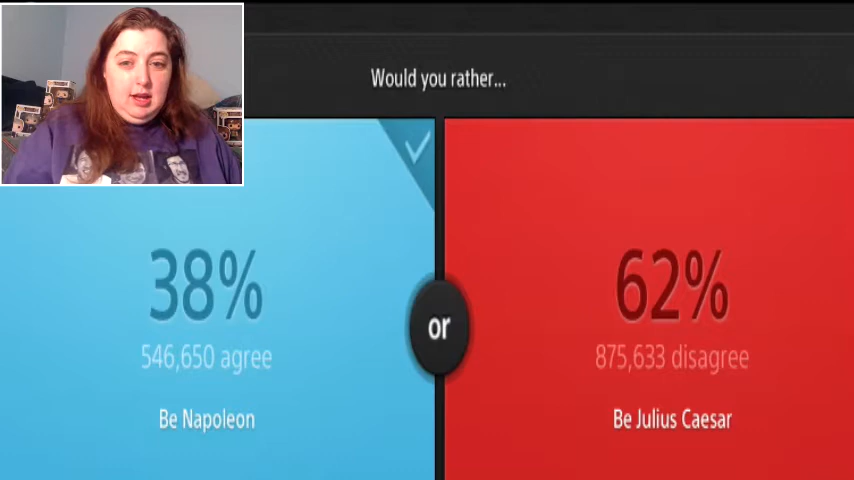 Would you rather...
38%
62%
546,650 agree
or
875,633 disagree
Be Napoleon
Be Julius Caesar